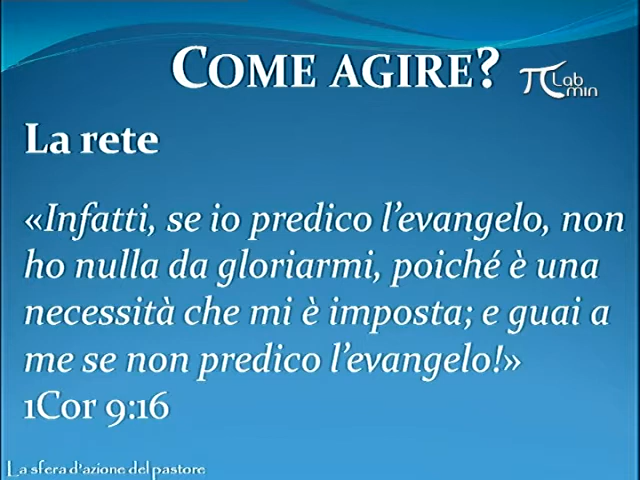 COME AGIRE?
Lab
min
La rete
«Infatti, se io predico l'evangelo, non
ho nulla da gloriarmi, poiché è una
necessità che mi è imposta; e guai a
me se non predico l'evangelo!»
1Cor 9:16
La sfera d'azione del pastore